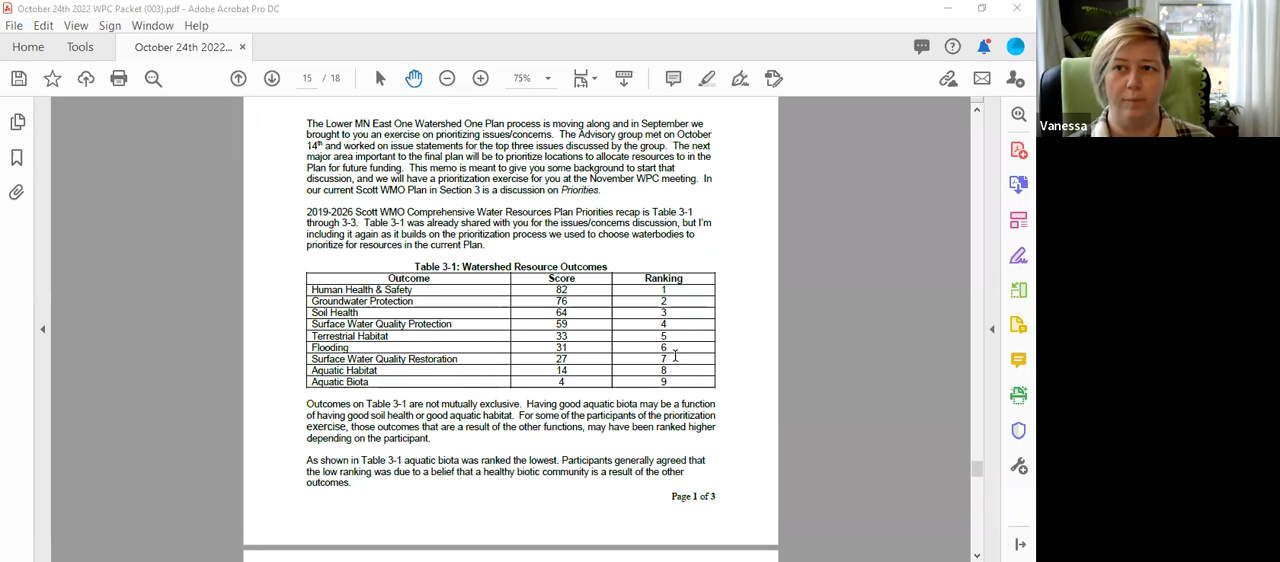 October 24th 2022 WPC Packet (003).pdf - Adobe Acrobat Pro DC
File Edit View Sign Window Help
Home Tools October 24th 2022... ×
15 / 18 75%
The Lower MN East One Watershed One Plan process is moving along and in September we
brought to you an exercise on prioritizing issues/concerns. The Advisory group met on October
14th and worked on issue statements for the top three issues discussed by the group. The next
major area important to the final plan will be to prioritize locations to allocate resources to in the
Plan for future funding. This memo is meant to give you some background to start that
discussion, and we will have a prioritization exercise for you at the November WPC meeting. In
our current Scott WMO Plan in Section 3 is a discussion on Priorities.
2019-2026 Scott WMO Comprehensive Water Resources Plan Priorities recap is Table 3-1
through 3-3. Table 3-1 was already shared with you for the issues/concerns discussion, but I'm
including it again as it builds on the prioritization process we used to choose waterbodies to
prioritize for resources in the current Plan.
Table 3-1: Watershed Resource Outcomes
Outcome Score Ranking
Human Health & Safety 82 1
Groundwater Protection 76 2
Soil Health 64 3
Surface Water Quality Protection 59 4
Terrestrial Habitat 33 5
Flooding 31 6
Surface Water Quality Restoration 27 7
Aquatic Habitat 14 8
Aquatic Biota 4 9
Outcomes on Table 3-1 are not mutually exclusive. Having good aquatic biota may be a function
of having good soil health or good aquatic habitat. For some of the participants of the prioritization
exercise, those outcomes that are a result of the other functions, may have been ranked higher
depending on the participant.
As shown in Table 3-1 aquatic biota was ranked the lowest. Participants generally agreed that
the low ranking was due to a belief that a healthy biotic community is a result of the other
outcomes.
Page 1 of 3
Vanessa